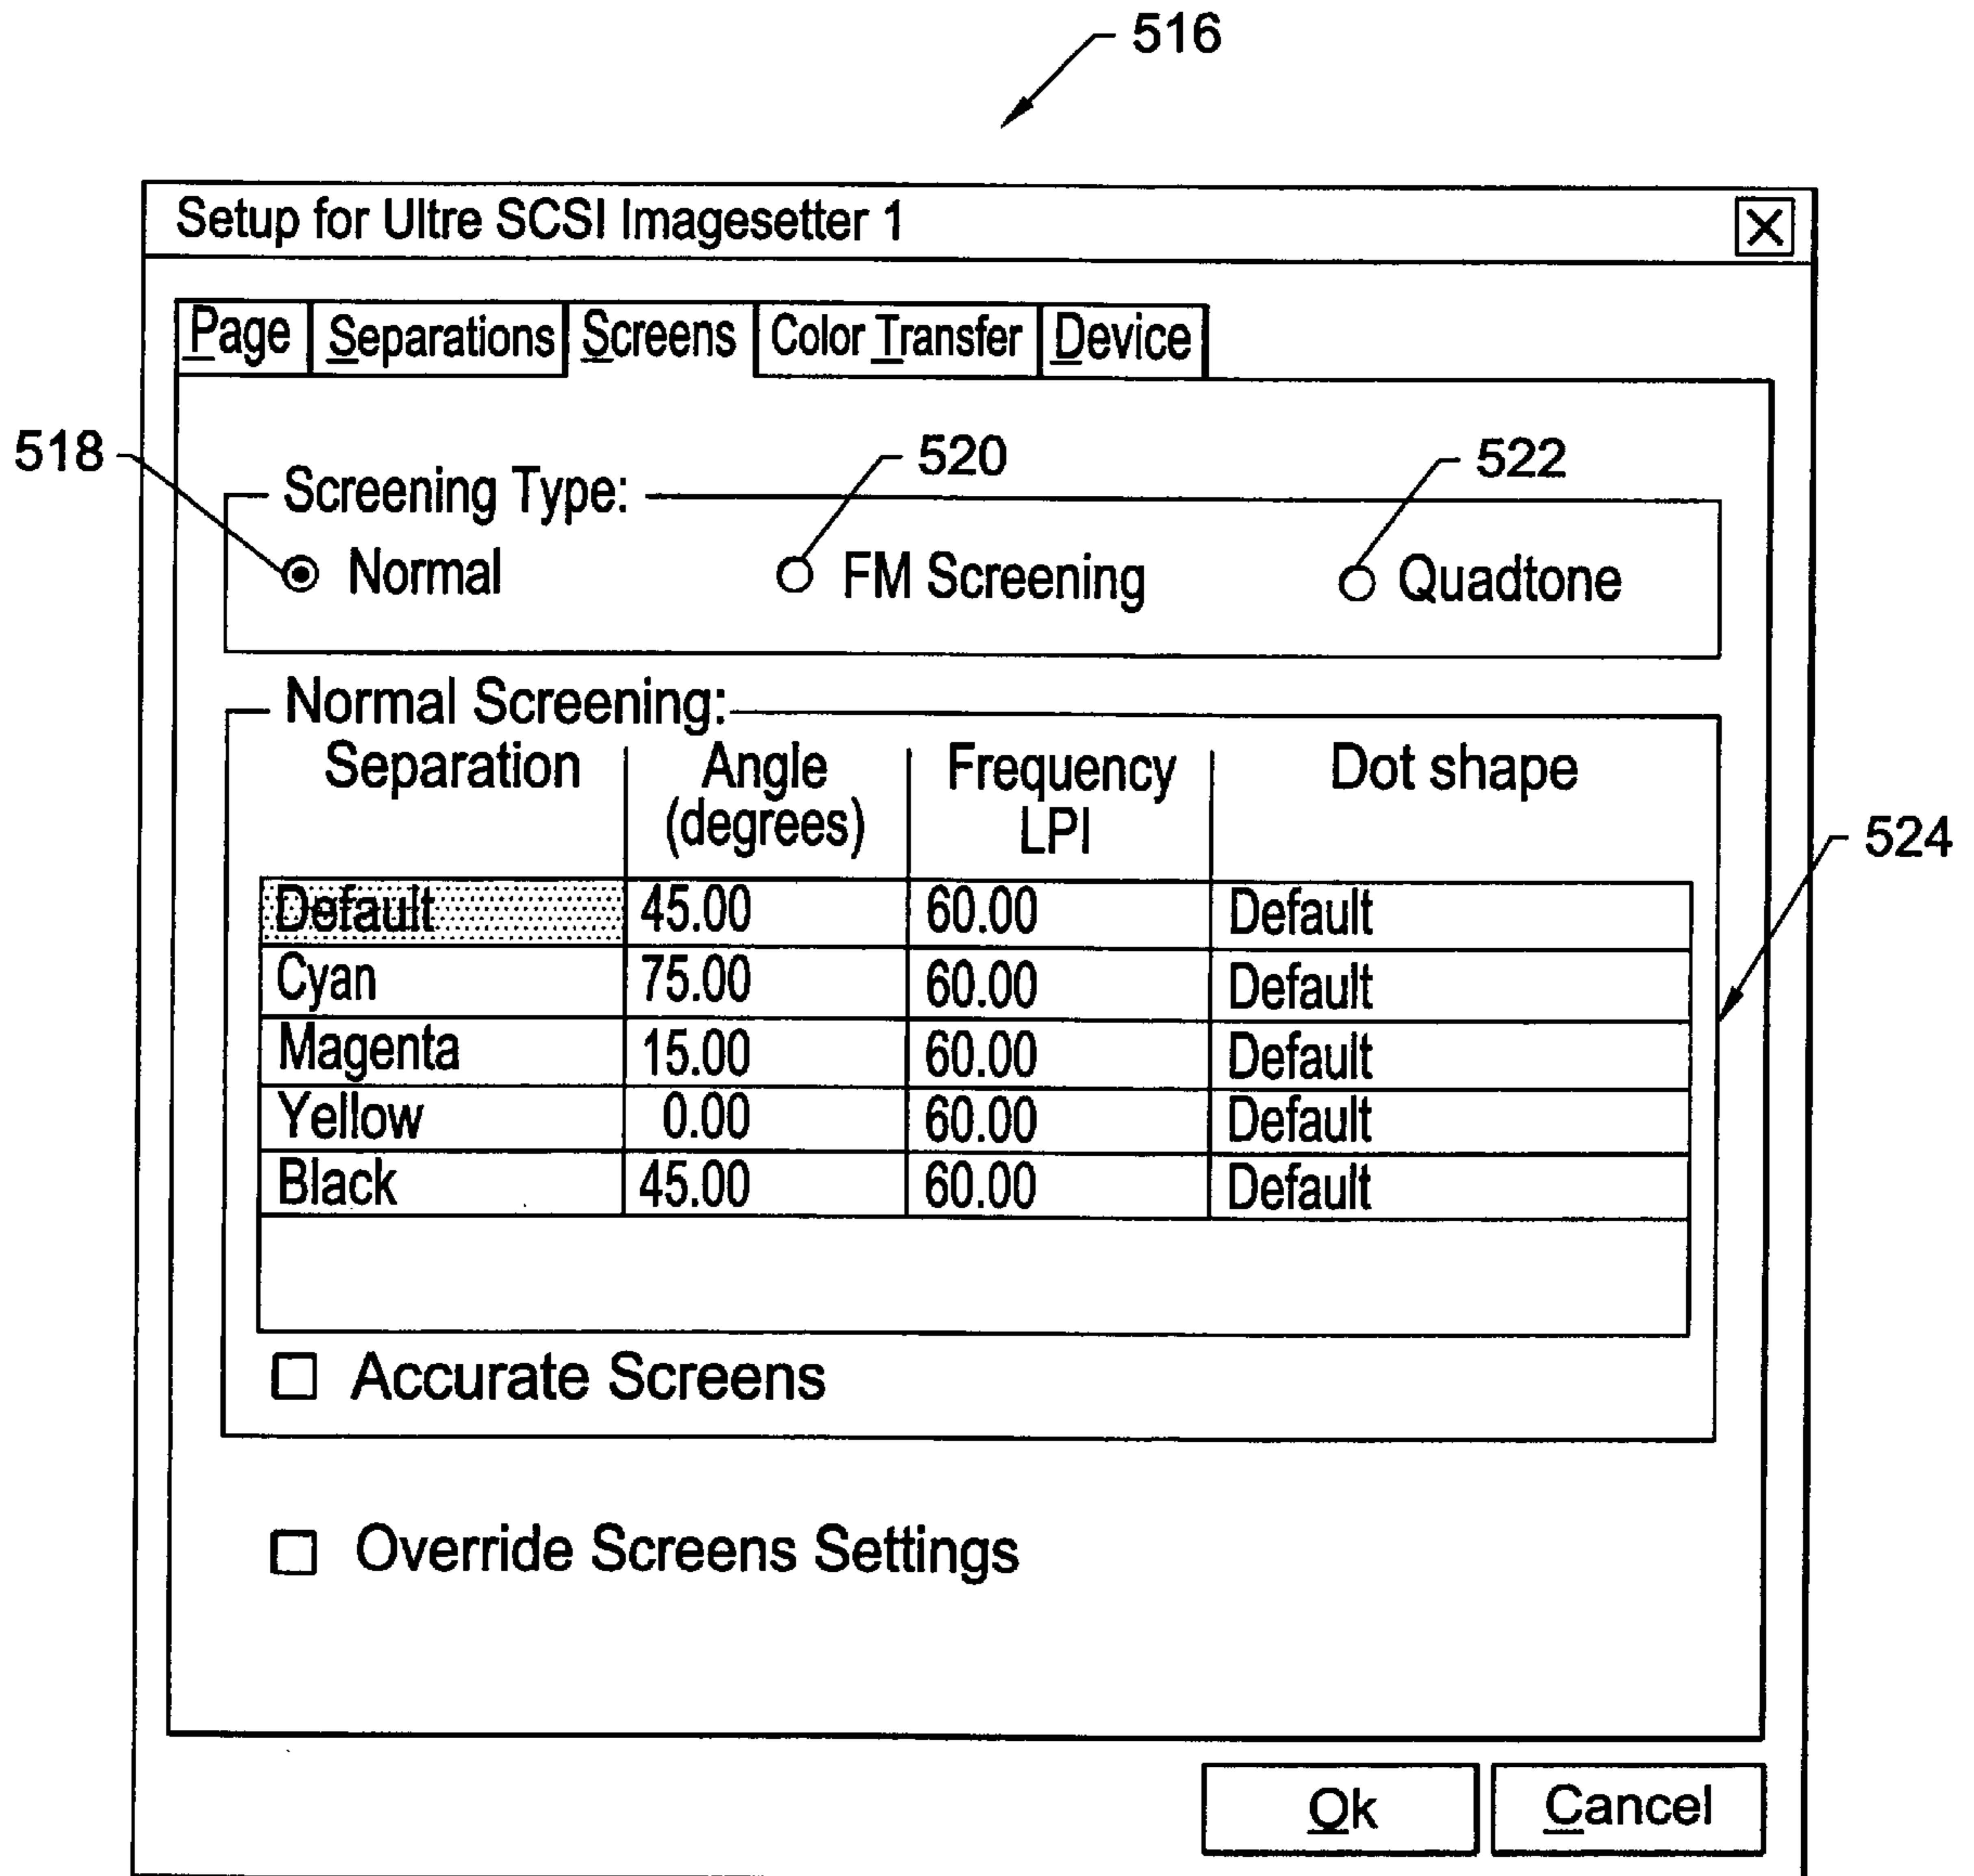 516
Setup for Ultre SCSI Imagesetter 1
Page Separations Screens Color Transfer Device
518 520 522
Screening Type:
Normal FM Screening Quadtone
Normal Screening:
Separation Angle (degrees) Frequency LPI Dot shape
524
Default 45.00 60.00 Default
Cyan 75.00 60.00 Default
Magenta 15.00 60.00 Default
Yellow 0.00 60.00 Default
Black 45.00 60.00 Default
Accurate Screens
Override Screens Settings
Ok Cancel